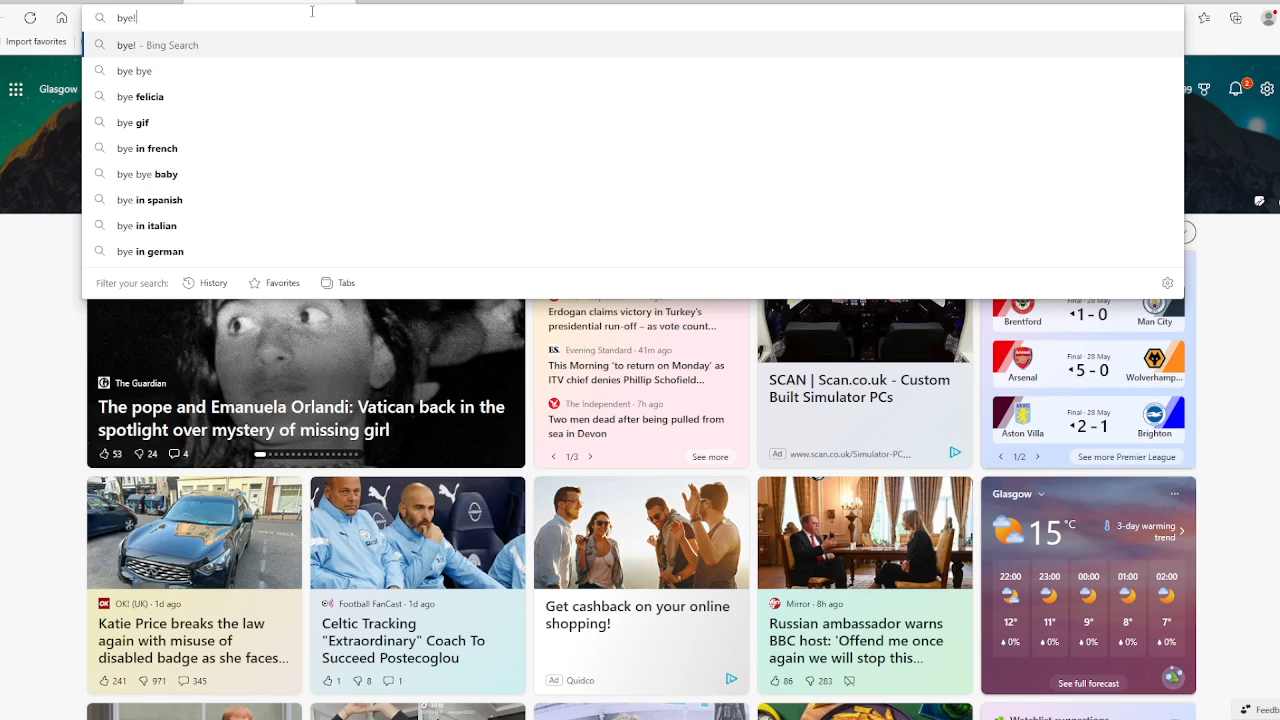 bye!
Import favorites
bye! - Bing Search
bye bye
bye felicia
bye gif
bye in french
bye bye baby
bye in spanish
bye in italian
bye in german
Filter your search:
History
Favorites
Tabs
Glasgow
99
2
The Guardian
The pope and Emanuela Orlandi: Vatican back in the
spotlight over mystery of missing girl
53
24
4
Erdogan claims victory in Turkey's
presidential run-off – as vote count...
ES. Evening Standard · 41m ago
This Morning 'to return on Monday' as
ITV chief denies Phillip Schofield...
The Independent · 7h ago
Two men dead after being pulled from
sea in Devon
1/3
See more
SCAN | Scan.co.uk - Custom
Built Simulator PCs
Ad www.scan.co.uk/Simulator-PC,...
Final · 28 May
Brentford
1 - 0
Man City
Final · 28 May
Arsenal
5 - 0
Wolverhamp...
Final · 28 May
Aston Villa
2 - 1
Brighton
1/2
See more Premier League
OK! OK! (UK) · 1d ago
Katie Price breaks the law
again with misuse of
disabled badge as she faces...
241
971
345
Football FanCast · 1d ago
Celtic Tracking
"Extraordinary" Coach To
Succeed Postecoglou
1
8
1
Get cashback on your online
shopping!
Ad Quidco
Mirror · 8h ago
Russian ambassador warns
BBC host: 'Offend me once
again we will stop this...
86
283
Glasgow
15 °C
3-day warming
trend
22:00
23:00
00:00
01:00
02:00
12°
11°
9°
8°
7°
0%
0%
0%
0%
0%
See full forecast
Feedb
Watchlist suggestions